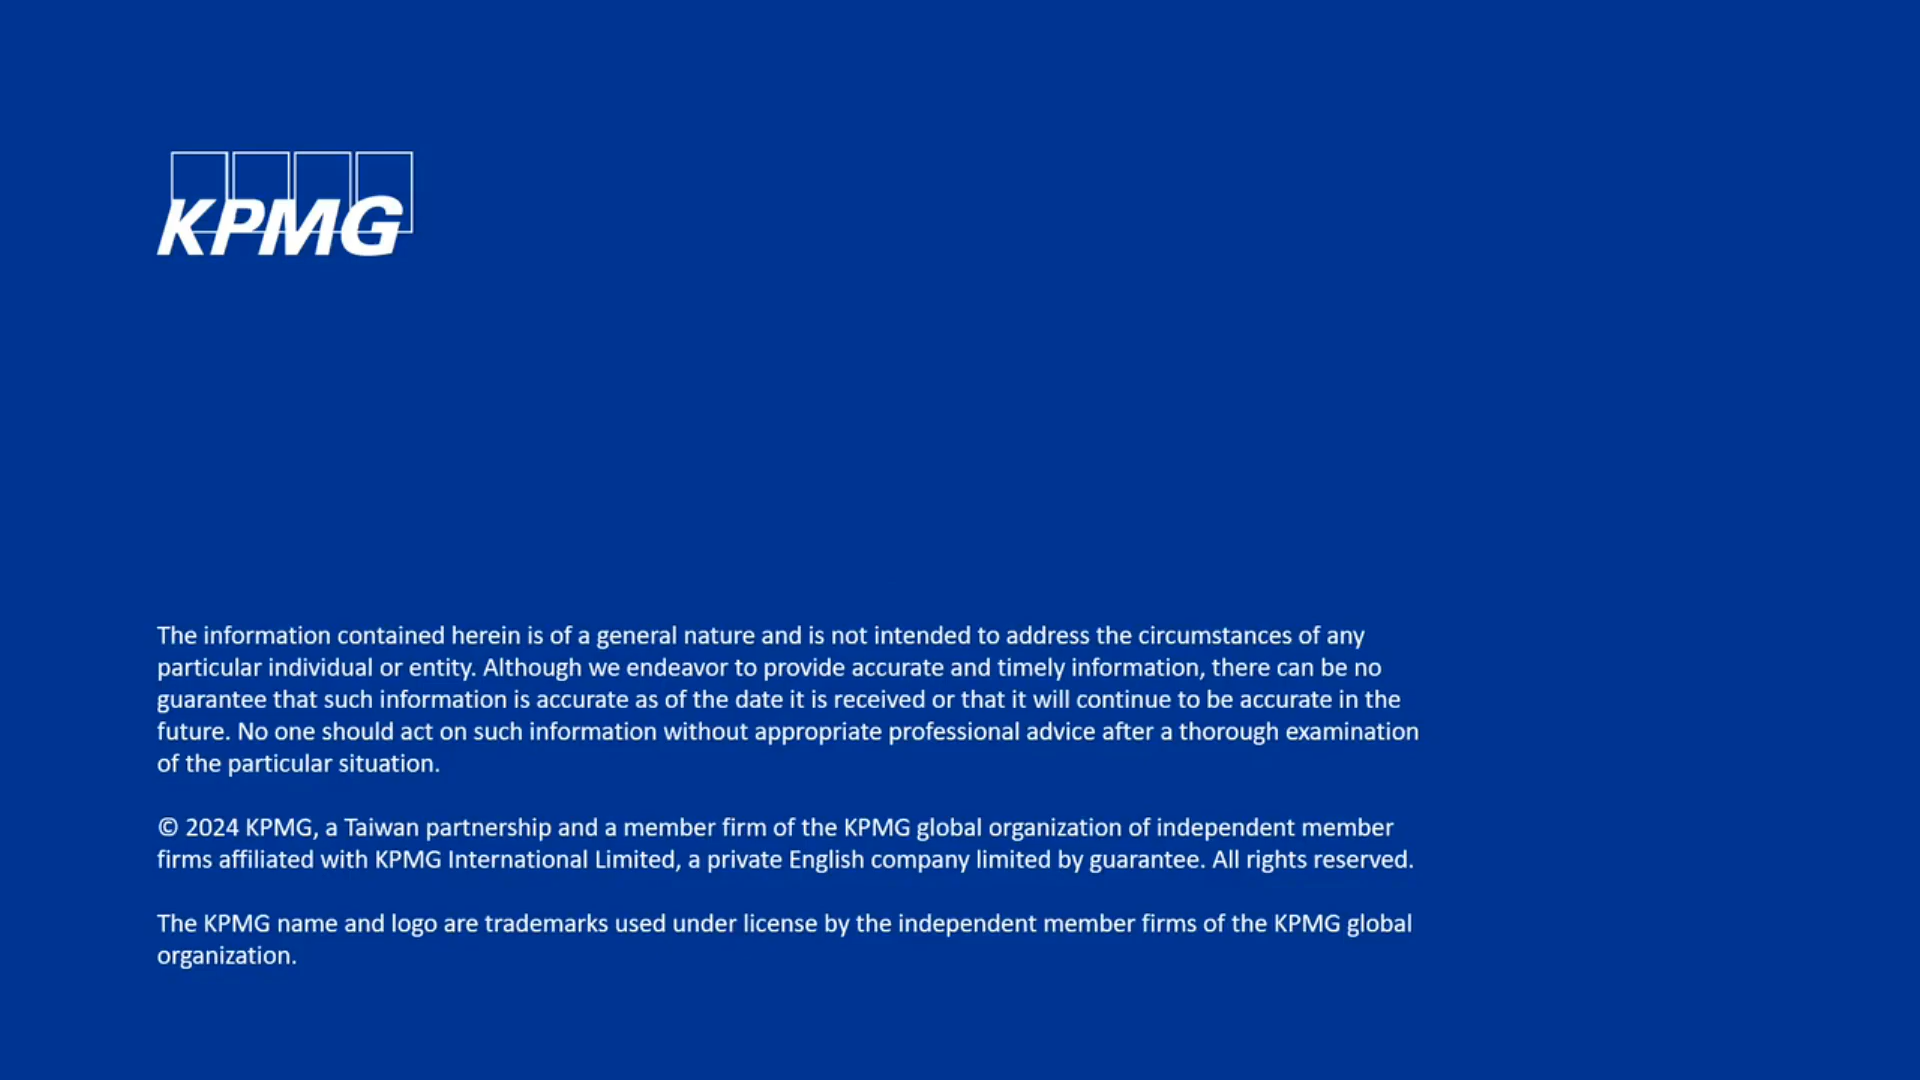 KPMG
The information contained herein is of a general nature and is not intended to address the circumstances of any
particular individual or entity. Although we endeavor to provide accurate and timely information, there can be no
guarantee that such information is accurate as of the date it is received or that it will continue to be accurate in the
future. No one should act on such information without appropriate professional advice after a thorough examination
of the particular situation.
© 2024 KPMG, a Taiwan partnership and a member firm of the KPMG global organization of independent member
firms affiliated with KPMG International Limited, a private English company limited by guarantee. All rights reserved.
The KPMG name and logo are trademarks used under license by the independent member firms of the KPMG global
organization.